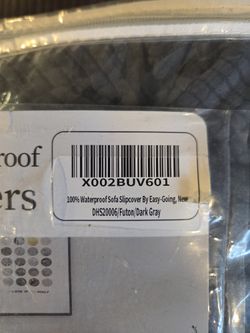 roof
ers
X002BUV601
100% Waterproof Sofa Slipcover By Easy-Going, New
DHS20006/Futon/Dark Gray